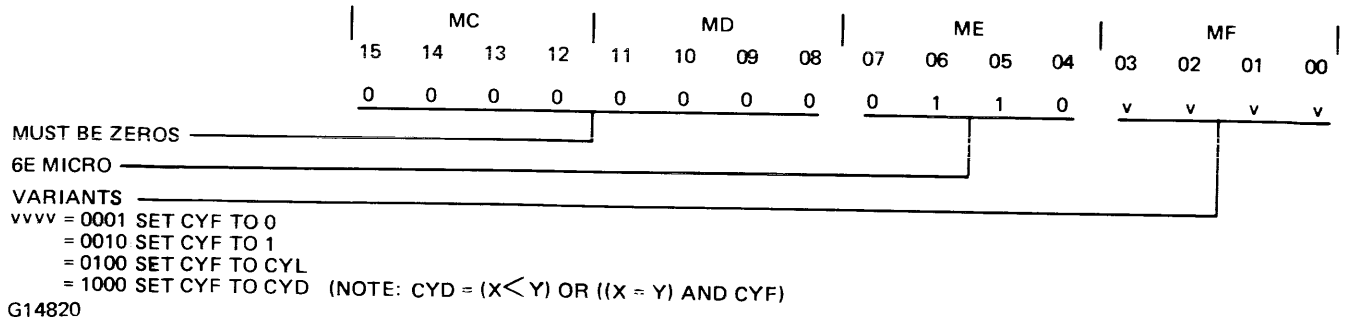 MC MD ME MF
15 14 13 12 11 10 09 08 07 06 05 04 03 02 01 00
0 0 0 0 0 0 0 0 0 1 1 0 v v v v
MUST BE ZEROS
6E MICRO
VARIANTS
vvvv = 0001 SET CYF TO 0
= 0010 SET CYF TO 1
= 0100 SET CYF TO CYL
= 1000 SET CYF TO CYD (NOTE: CYD = (X < Y) OR ((X = Y) AND CYF)
G14820